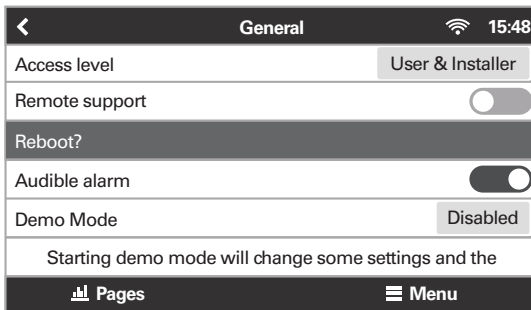 General 15:48
Access level User & Installer
Remote support
Reboot?
Audible alarm
Demo Mode Disabled
Starting demo mode will change some settings and the
Pages Menu